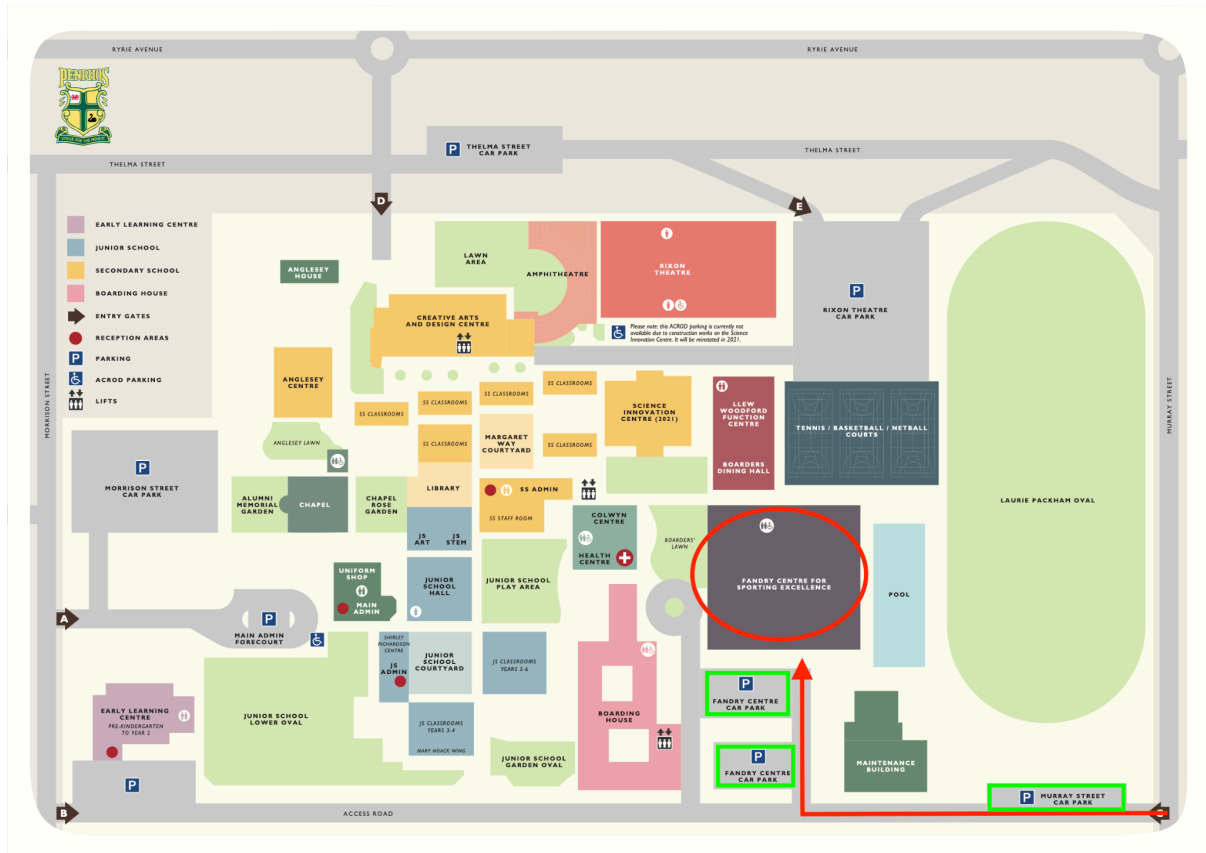 RYRIE AVENUE
RYRIE AVENUE
PENRHOS
STRIVE FOR THE HIGHEST
P
THELMA STREET
CAR PARK
THELMA STREET
THELMA STREET
D
E
EARLY LEARNING CENTRE
JUNIOR SCHOOL
SECONDARY SCHOOL
BOARDING HOUSE
ENTRY GATES
RECEPTION AREAS
P
PARKING
ACROD PARKING
LIFTS
MORRISON STREET
MURRAY STREET
ANGLESEY
HOUSE
LAWN
AREA
AMPHITHEATRE
RIXON
THEATRE
P
RIXON THEATRE
CAR PARK
CREATIVE ARTS
AND DESIGN CENTRE
Please note: this ACROD parking is currently not
available due to construction works on the Science
Innovation Centre. It will be reinstated in 2021.
ANGLESEY
CENTRE
SS CLASSROOMS
SS CLASSROOMS
SS CLASSROOMS
SS CLASSROOMS
SCIENCE
INNOVATION
CENTRE (2021)
LLEW
WOODFORD
FUNCTION
CENTRE
BOARDERS
DINING HALL
TENNIS / BASKETBALL / NETBALL
COURTS
ANGLESEY LAWN
SS CLASSROOMS
MARGARET
WAY
COURTYARD
SS CLASSROOMS
P
MORRISON STREET
CAR PARK
ALUMNI
MEMORIAL
GARDEN
CHAPEL
CHAPEL
ROSE
GARDEN
LIBRARY
SS ADMIN
SS STAFF ROOM
LAURIE PACKHAM OVAL
JS
ART
JS
STEM
COLWYN
CENTRE
HEALTH
CENTRE
BOARDERS'
LAWN
FANDRY CENTRE FOR
SPORTING EXCELLENCE
POOL
UNIFORM
SHOP
MAIN
ADMIN
JUNIOR
SCHOOL
HALL
JUNIOR SCHOOL
PLAY AREA
A
P
MAIN ADMIN
FORECOURT
SHIRLEY
RICHARDSON
CENTRE
JS
ADMIN
JUNIOR
SCHOOL
COURTYARD
JS CLASSROOMS
YEARS 5-6
EARLY LEARNING
CENTRE
PRE-KINDERGARTEN
TO YEAR 2
JUNIOR SCHOOL
LOWER OVAL
JS CLASSROOMS
YEARS 3-4
MARY NOACK WING
BOARDING
HOUSE
P
FANDRY CENTRE
CAR PARK
JUNIOR SCHOOL
GARDEN OVAL
P
FANDRY CENTRE
CAR PARK
MAINTENANCE
BUILDING
P
P
MURRAY STREET
CAR PARK
B
ACCESS ROAD
C